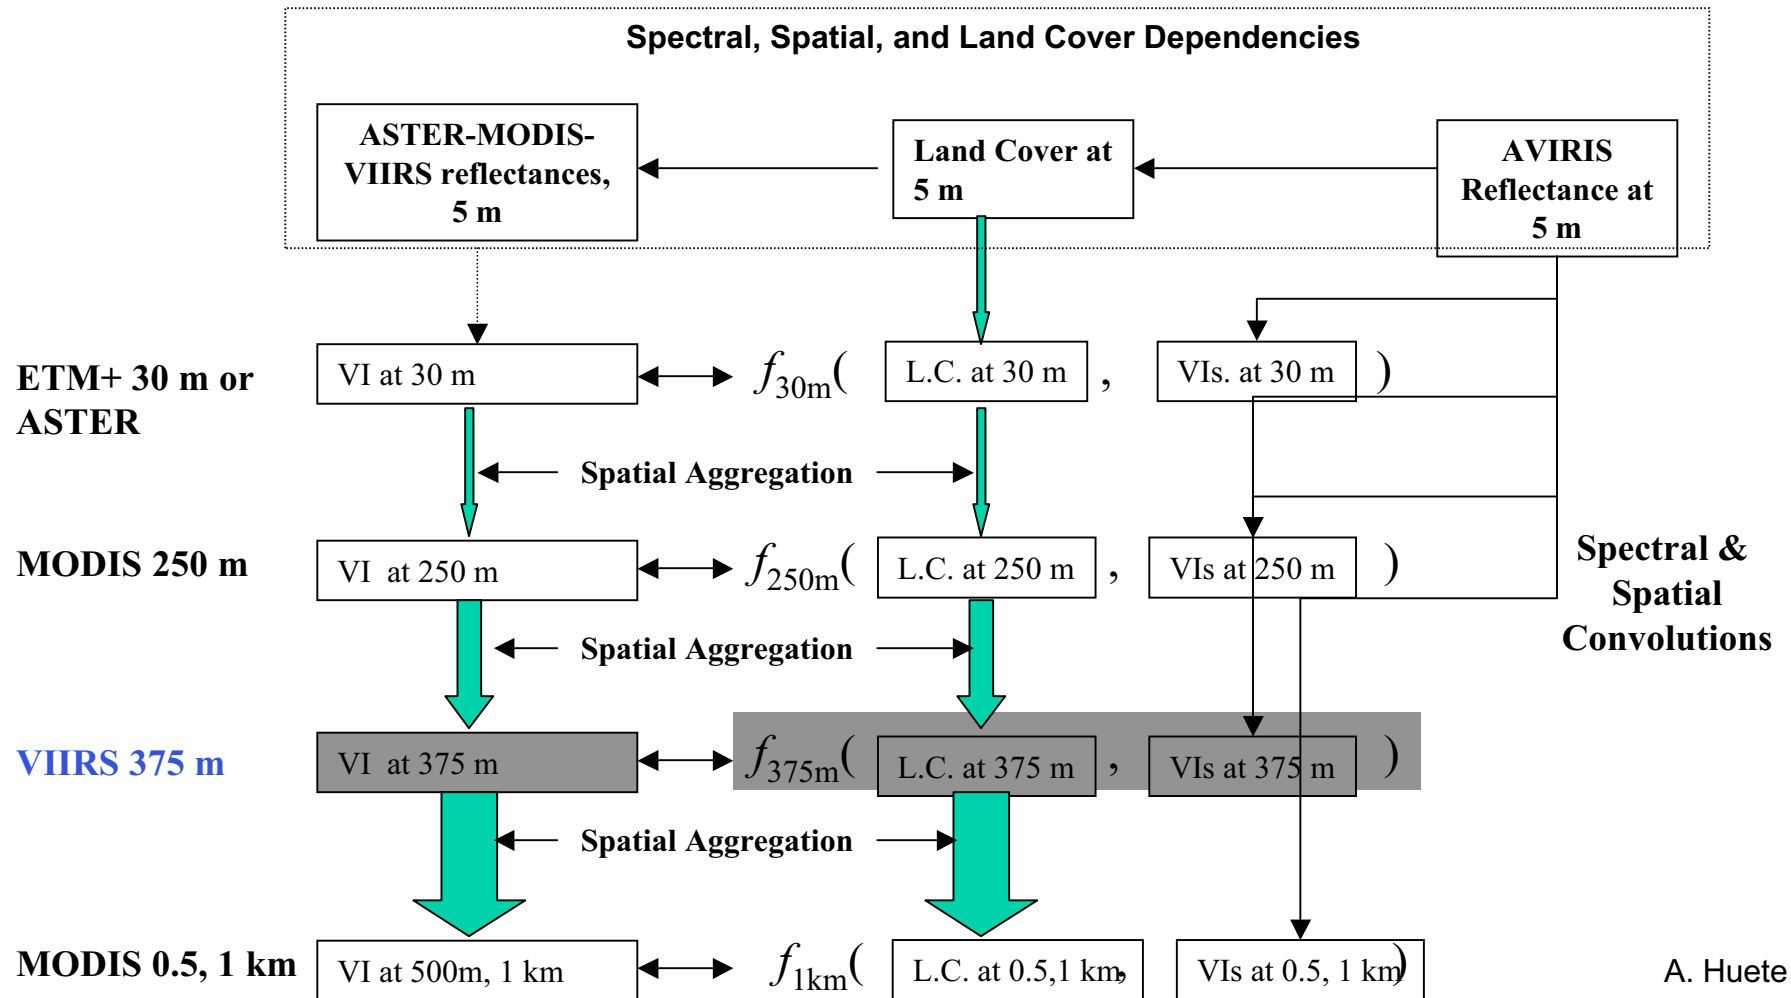 Spectral, Spatial, and Land Cover Dependencies
ASTER-MODIS-
VIIRS reflectances,
5 m
Land Cover at
5 m
AVIRIS
Reflectance at
5 m
ETM+ 30 m or
ASTER
VI at 30 m
f30m( L.C. at 30 m , VIs. at 30 m )
Spatial Aggregation
MODIS 250 m
VI at 250 m
f250m( L.C. at 250 m , VIs at 250 m )
Spectral &
Spatial
Convolutions
Spatial Aggregation
VIIRS 375 m
VI at 375 m
f375m( L.C. at 375 m , VIs at 375 m )
Spatial Aggregation
MODIS 0.5, 1 km
VI at 500m, 1 km
f1km( L.C. at 0.5,1 km, VIs at 0.5, 1 km)
A. Huete